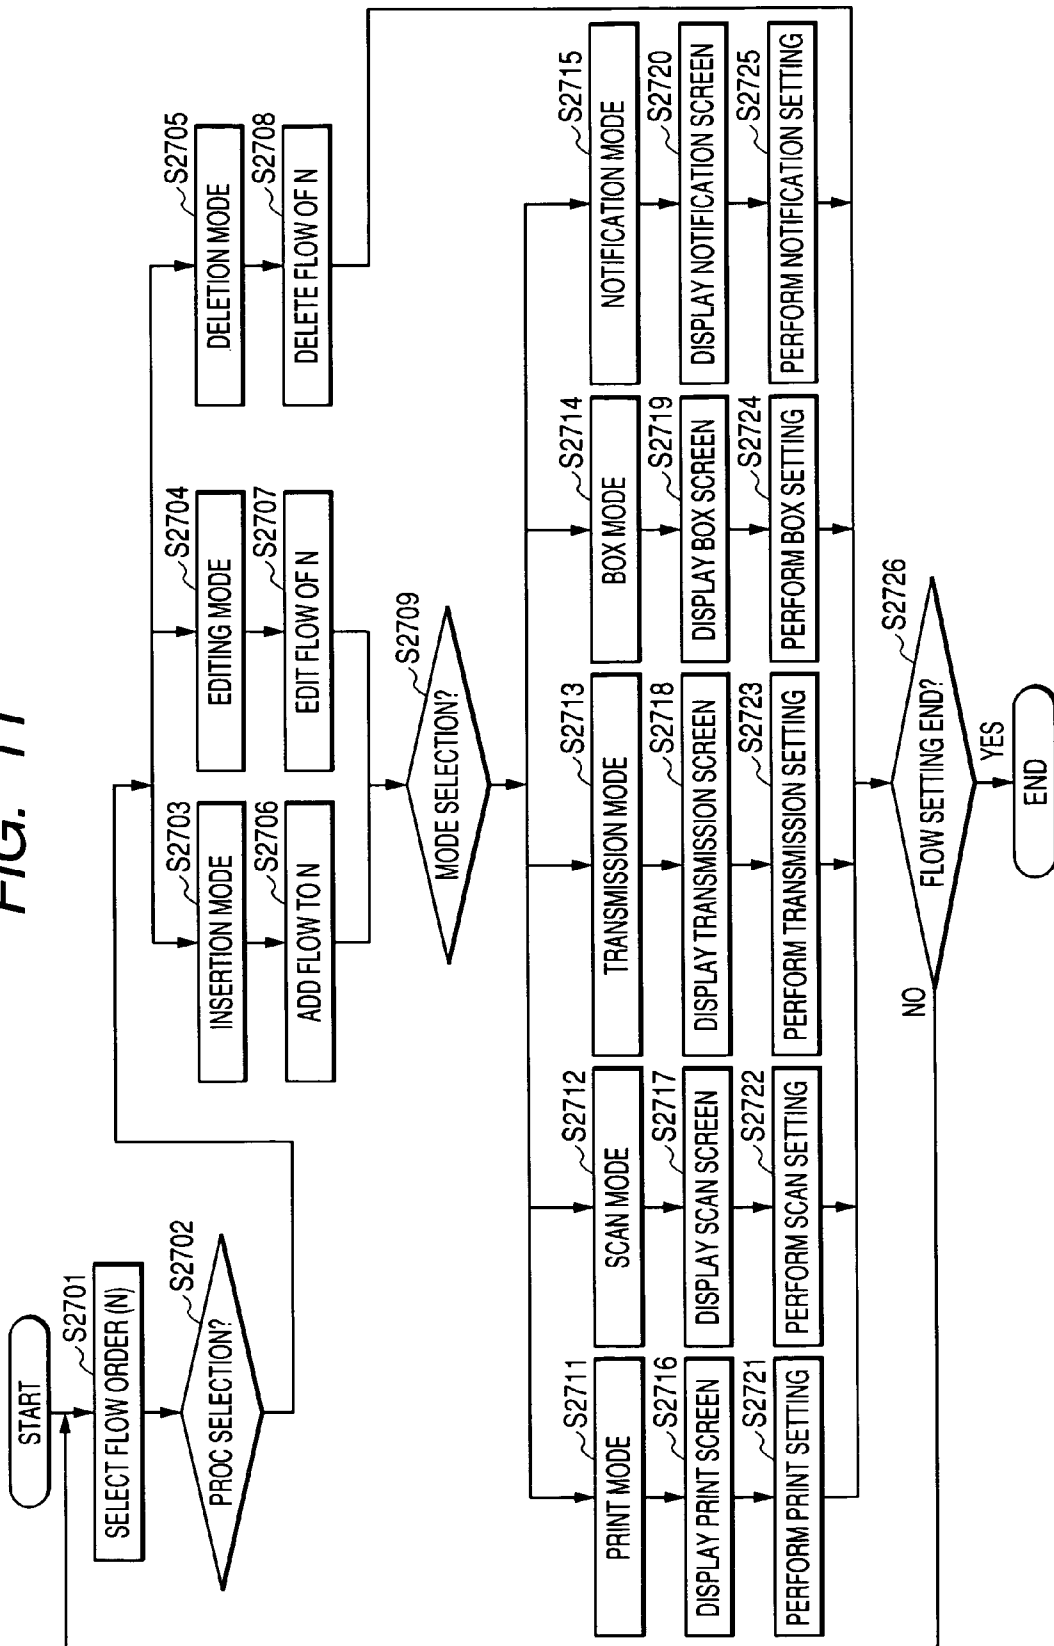 FIG. 11
START
S2701
SELECT FLOW ORDER (N)
S2702
PROC SELECTION?
S2703
INSERTION MODE
S2704
EDITING MODE
S2705
DELETION MODE
S2706
ADD FLOW TO N
S2707
EDIT FLOW OF N
S2708
DELETE FLOW OF N
S2709
MODE SELECTION?
S2711
PRINT MODE
S2712
SCAN MODE
S2713
TRANSMISSION MODE
S2714
BOX MODE
S2715
NOTIFICATION MODE
S2716
DISPLAY PRINT SCREEN
S2717
DISPLAY SCAN SCREEN
S2718
DISPLAY TRANSMISSION SCREEN
S2719
DISPLAY BOX SCREEN
S2720
DISPLAY NOTIFICATION SCREEN
S2721
PERFORM PRINT SETTING
S2722
PERFORM SCAN SETTING
S2723
PERFORM TRANSMISSION SETTING
S2724
PERFORM BOX SETTING
S2725
PERFORM NOTIFICATION SETTING
S2726
FLOW SETTING END?
NO
YES
END